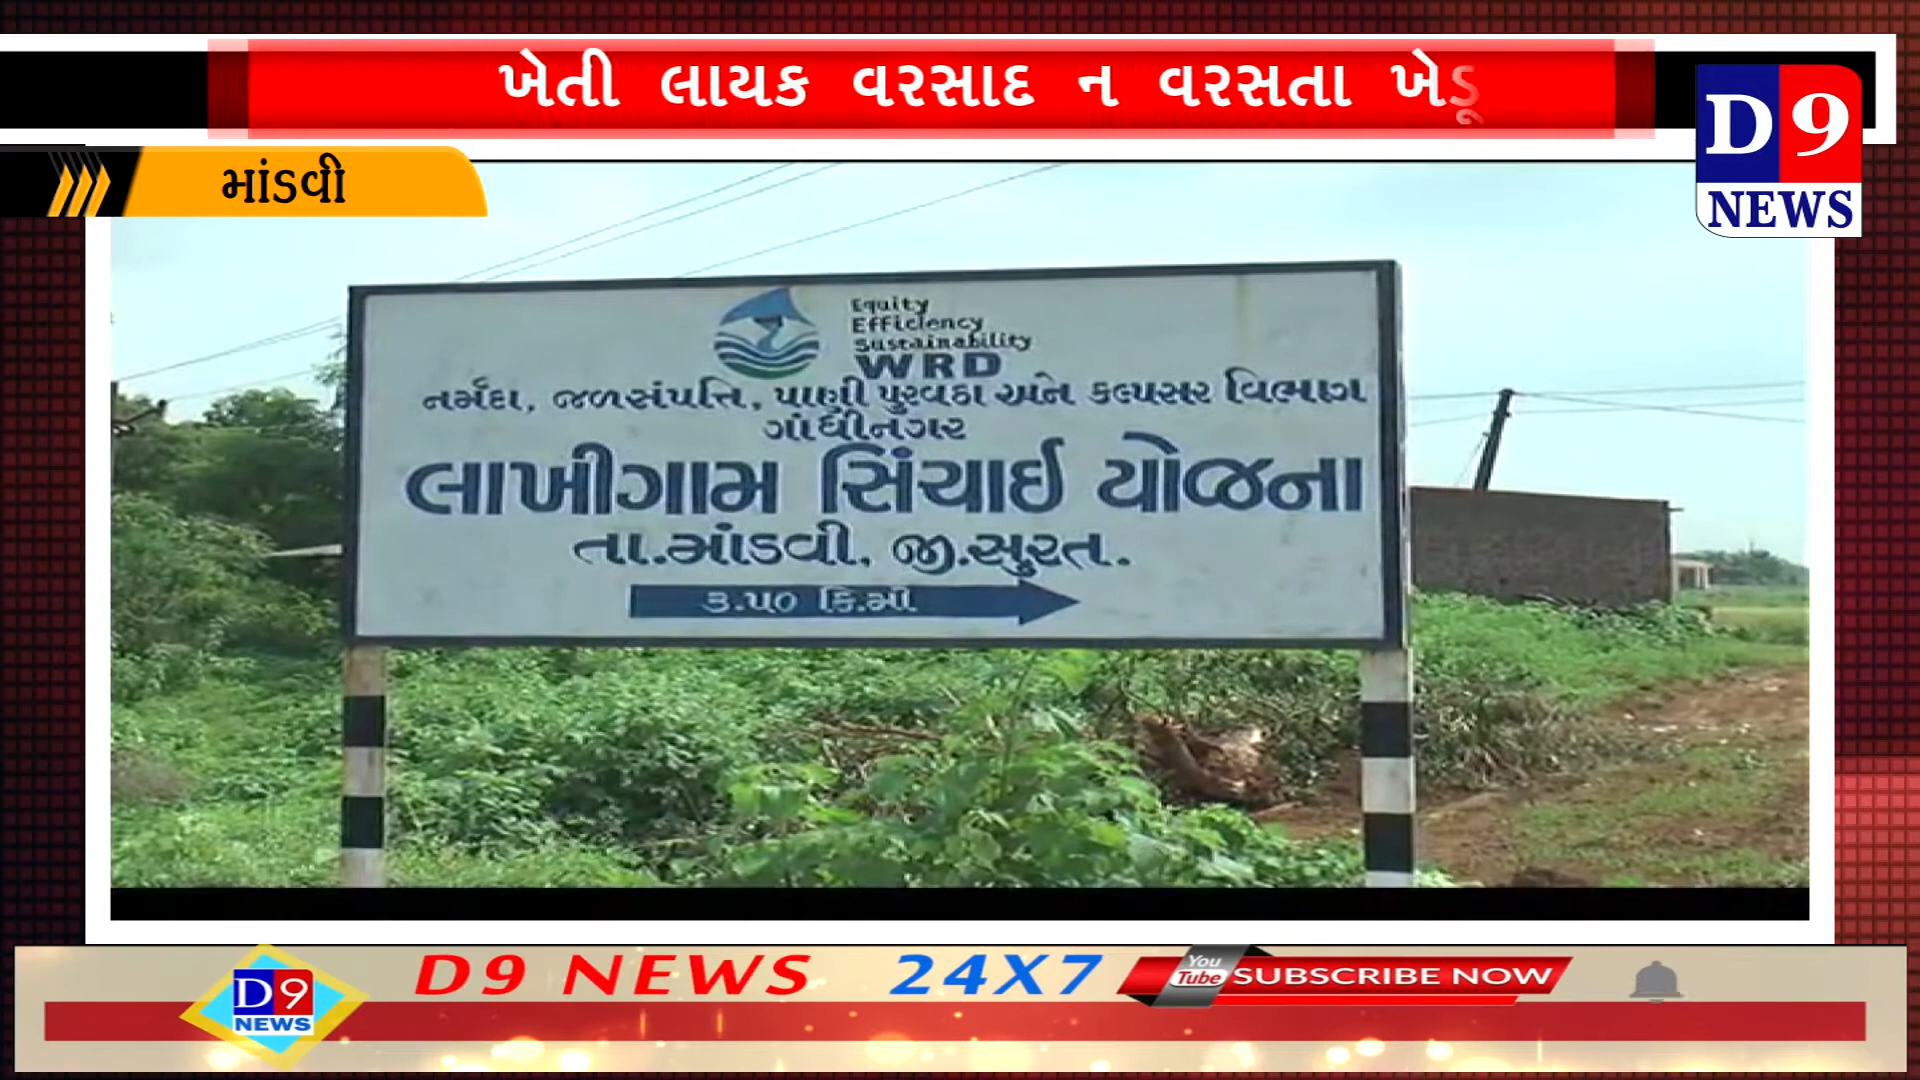 ખેતી લાયક વરસાદ ન વરસતા ખેડૂ
D9
NEWS
માંડવી
Equity
Efficiency
Sustainability
WRD
નર્મદા, જળસંપત્તિ, પાણી પુરવઠા અને કલ્પસર વિભાગ
ગાંધીનગર
લાખીગામ સિંચાઈ યોજના
તા.માંડવી, જી.સુરત.
૩.૫૦ કિ.મી
D9
NEWS
D9 NEWS 24X7
You
Tube
SUBSCRIBE NOW